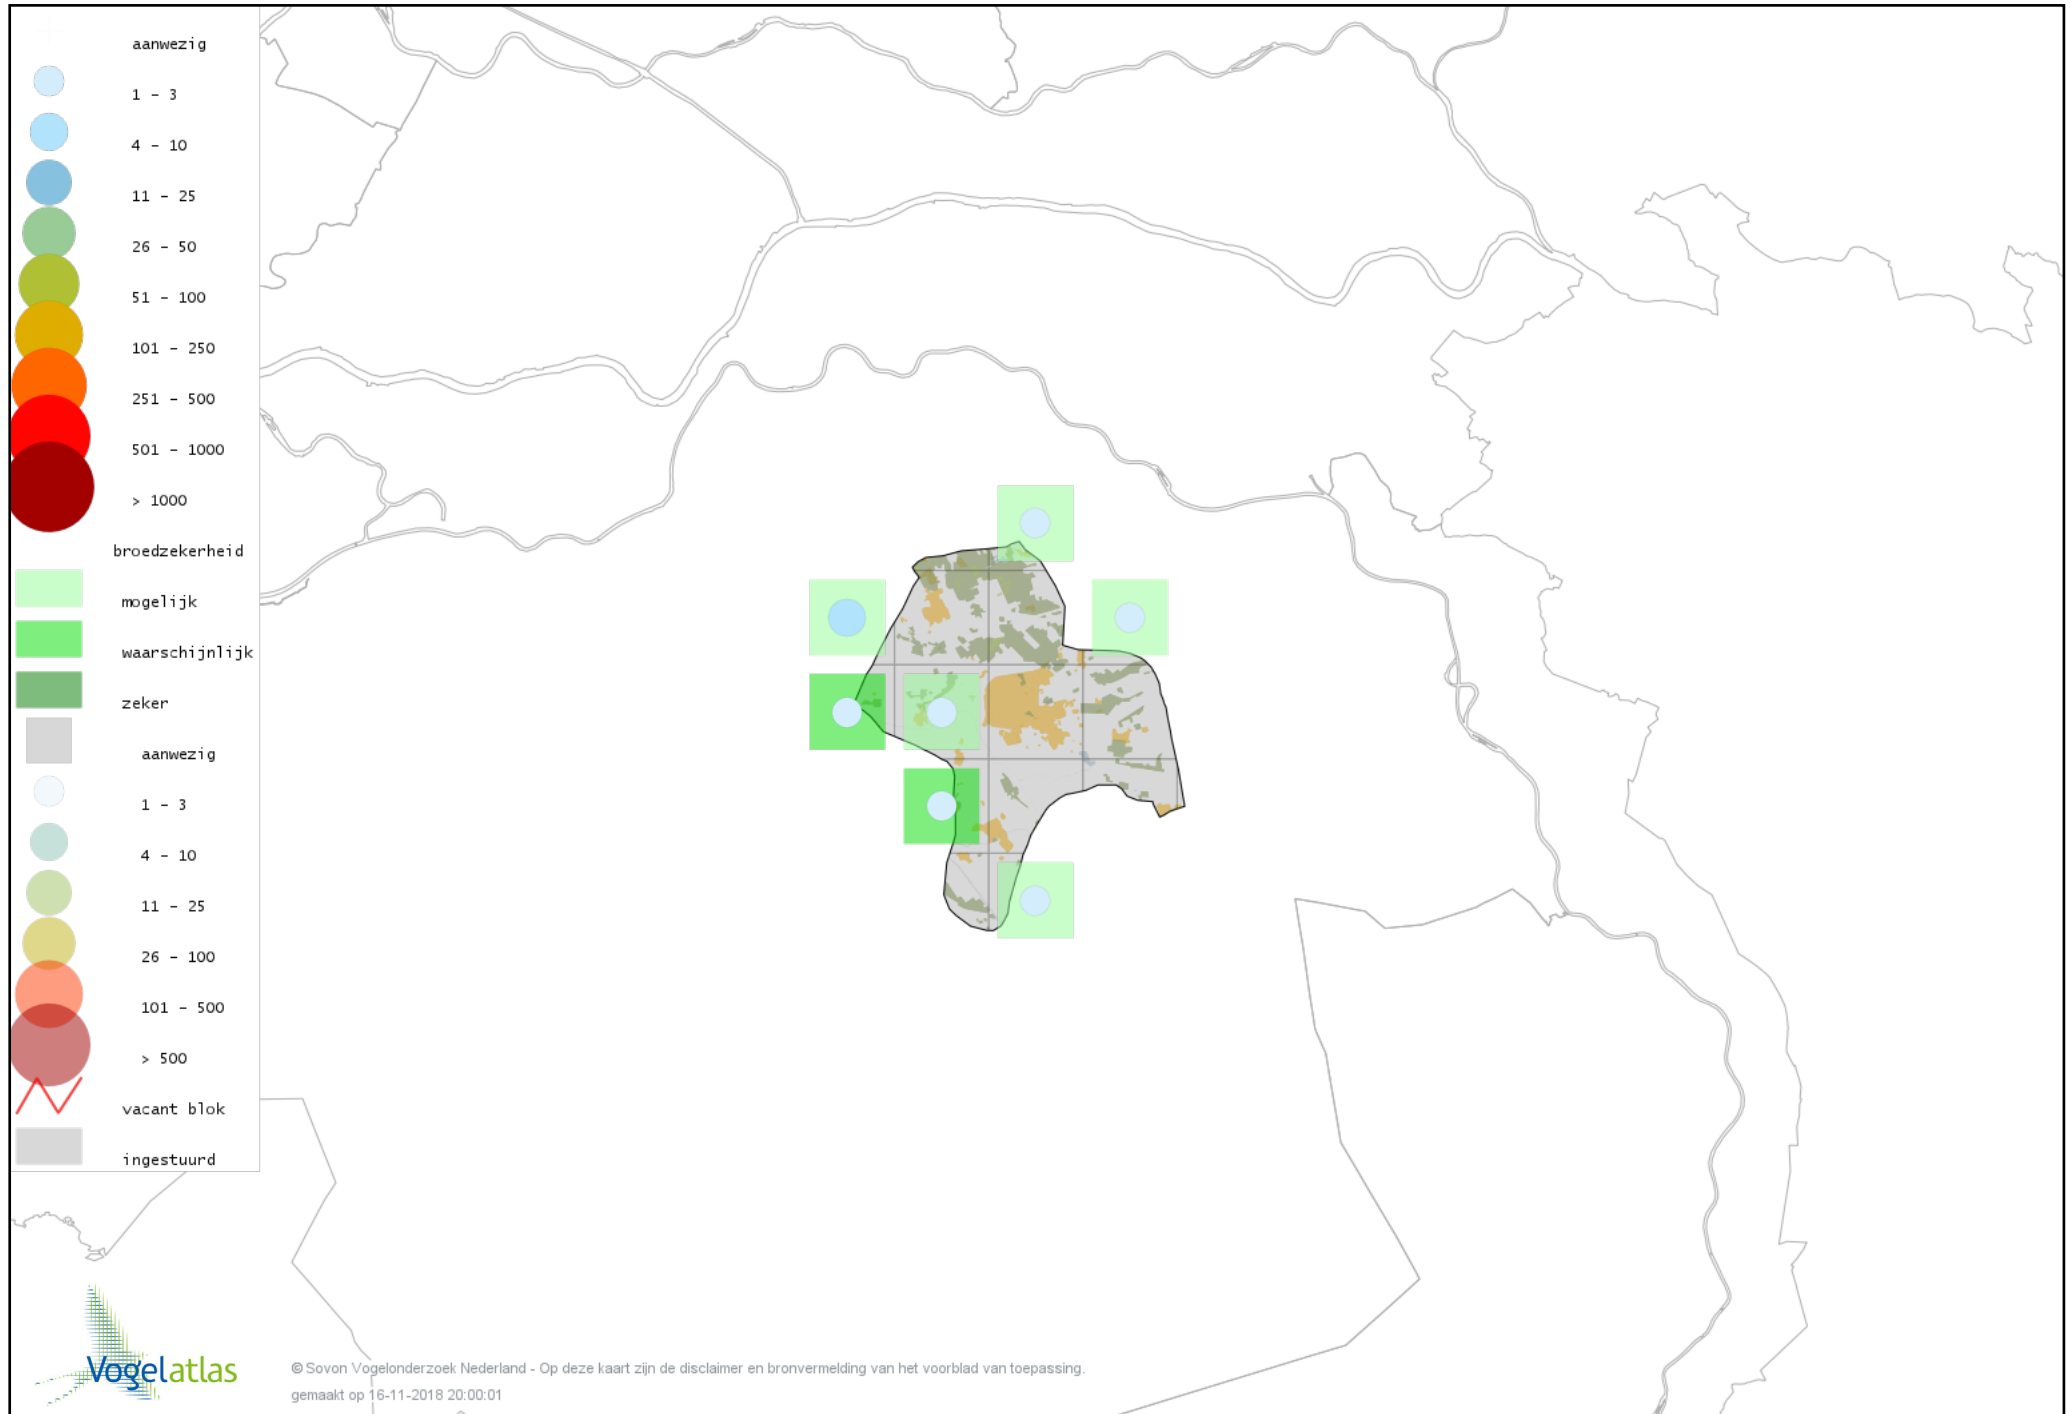 aanwezig
1 - 3
4 - 10
11 - 25
26 - 50
51 - 100
101 - 250
251 - 500
501 - 1000
> 1000
broedzekerheid
mogelijk
waarschijnlijk
zeker
aanwezig
1 - 3
4 - 10
11 - 25
26 - 100
101 - 500
> 500
vacant blok
ingestuurd
Vogelatlas
© Sovon Vogelonderzoek Nederland - Op deze kaart zijn de disclaimer en bronvermelding van het voorblad van toepassing.
gemaakt op 16-11-2018 20:00:01